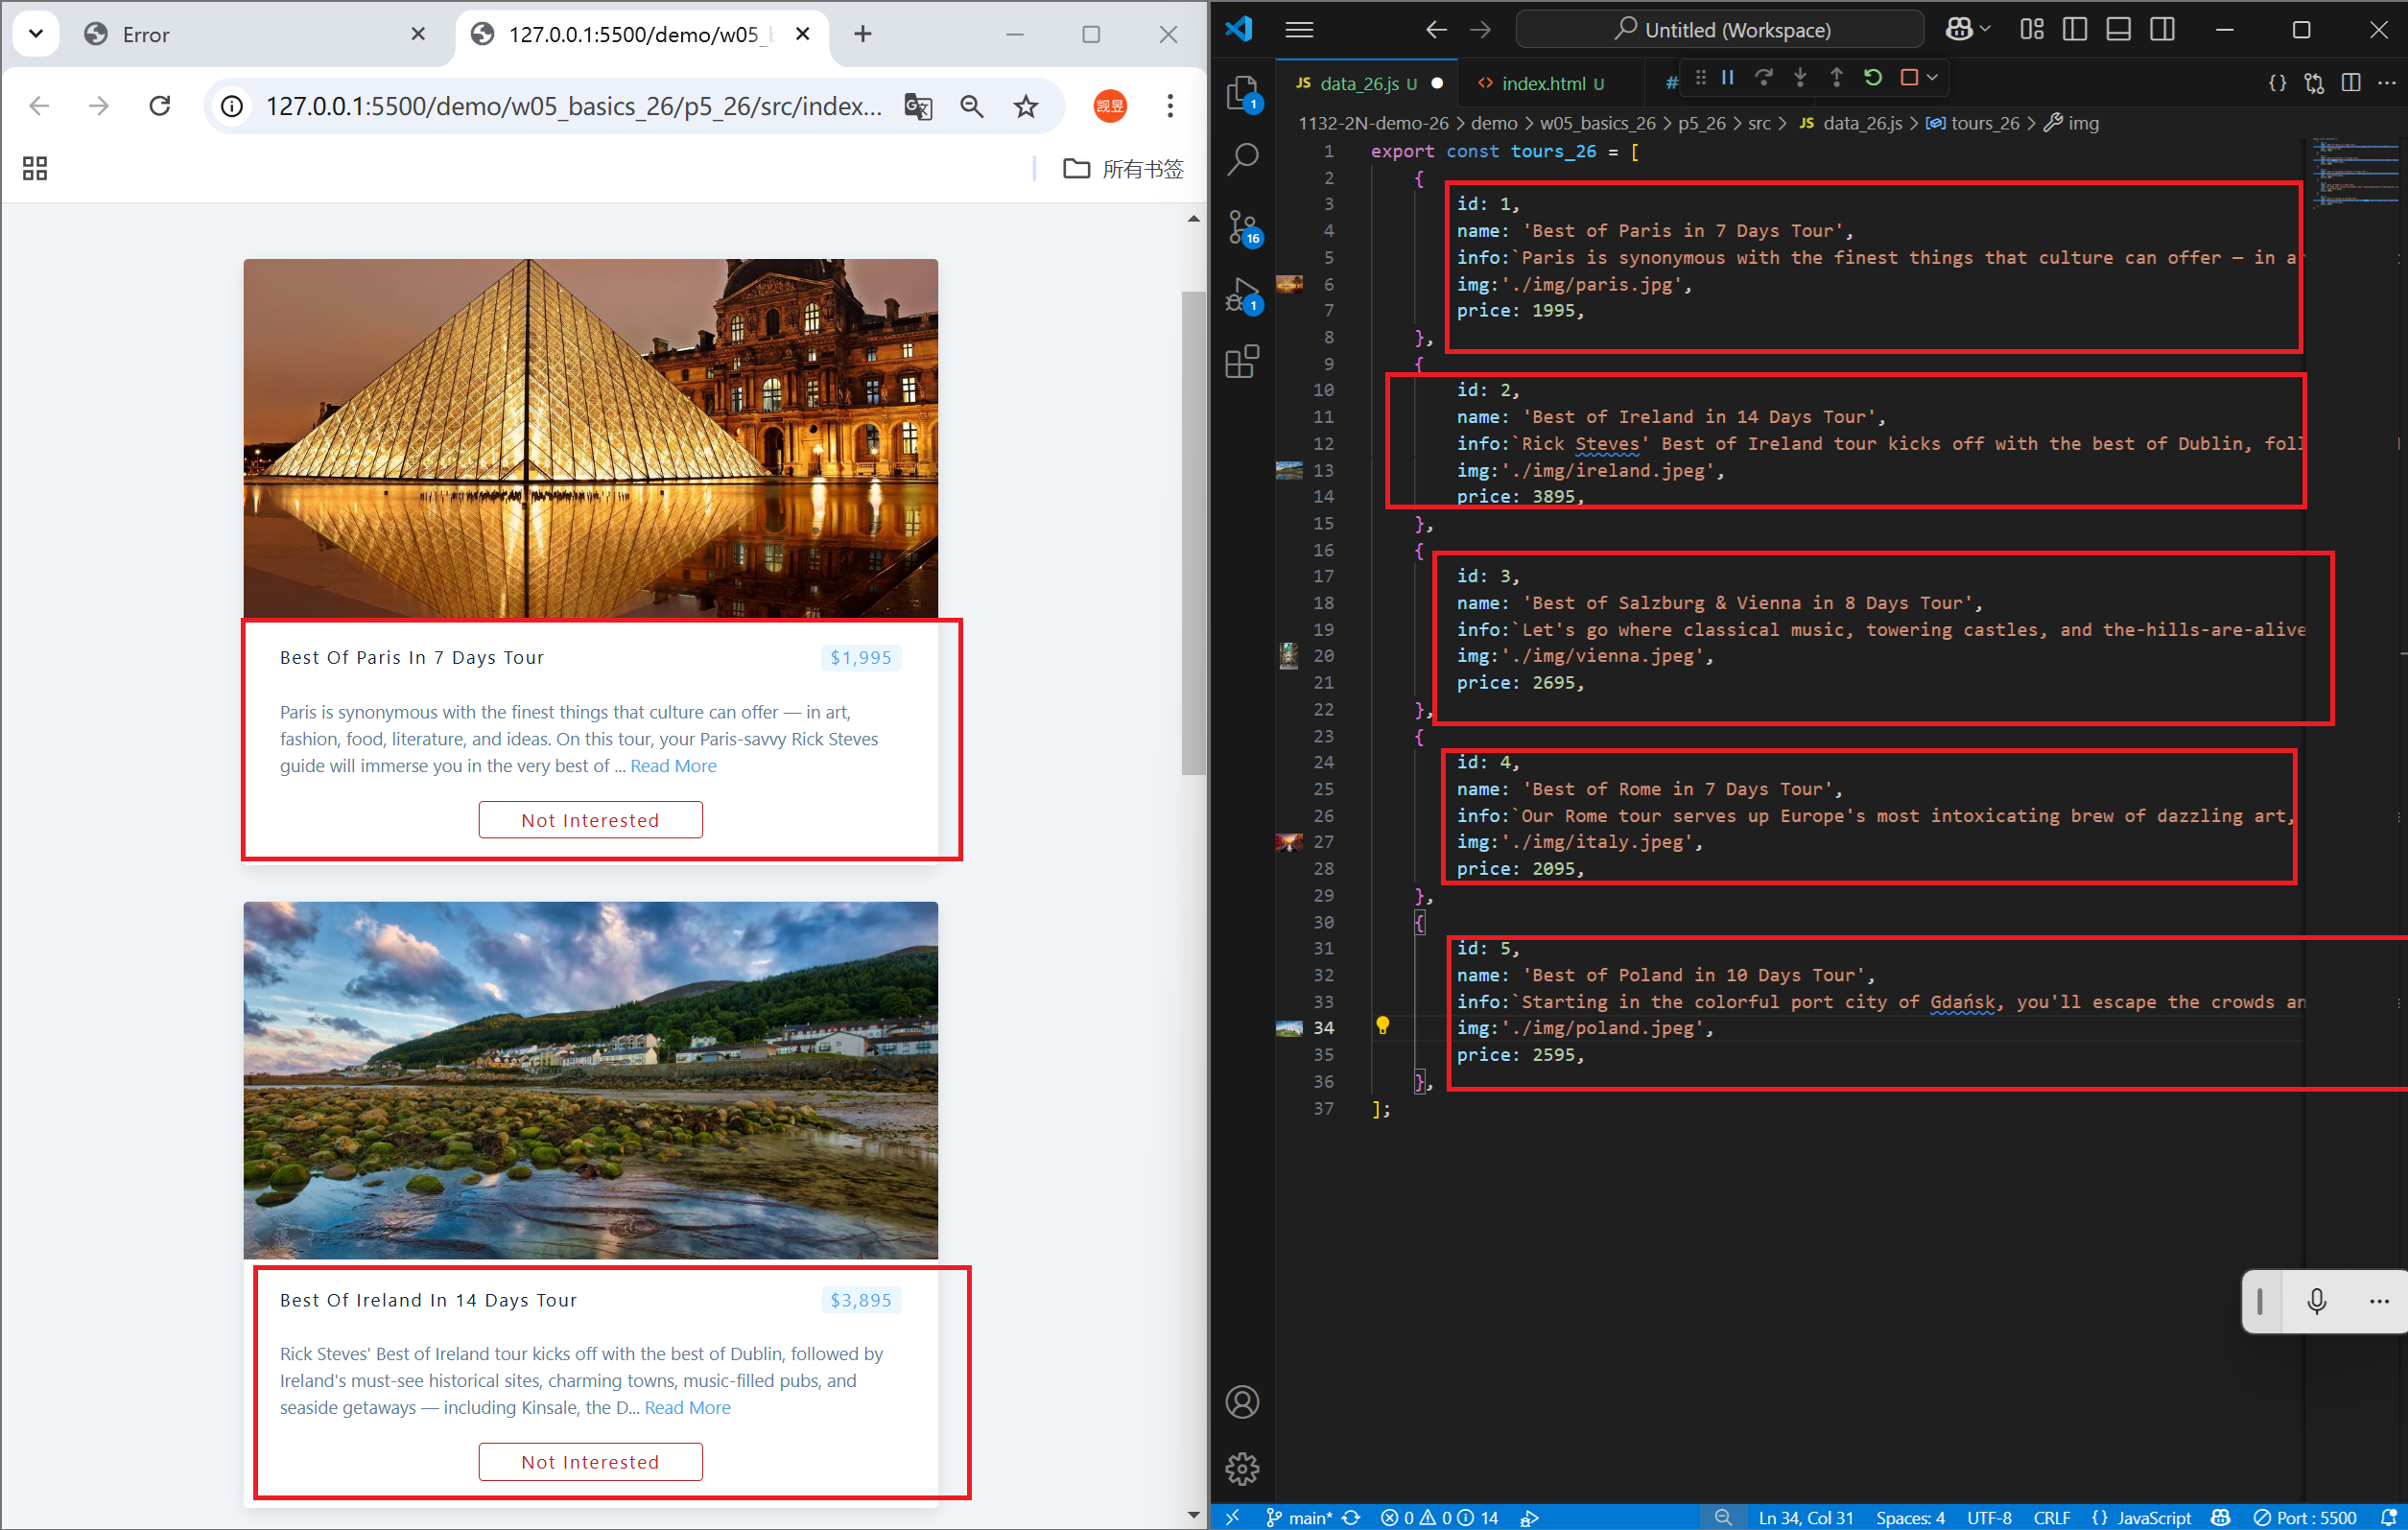 Error
127.0.0.1:5500/demo/w05_
127.0.0.1:5500/demo/w05_basics_26/p5_26/src/index...
凯昱
所有书签
Best Of Paris In 7 Days Tour
$1,995
Paris is synonymous with the finest things that culture can offer — in art,
fashion, food, literature, and ideas. On this tour, your Paris-savvy Rick Steves
guide will immerse you in the very best of ... Read More
Not Interested
Best Of Ireland In 14 Days Tour
$3,895
Rick Steves' Best of Ireland tour kicks off with the best of Dublin, followed by
Ireland's must-see historical sites, charming towns, music-filled pubs, and
seaside getaways — including Kinsale, the D... Read More
Not Interested
Untitled (Workspace)
JS data_26.js U
<> index.html U
#
1132-2N-demo-26 > demo > w05_basics_26 > p5_26 > src > JS data_26.js > tours_26 > img
1
16
1
1 export const tours_26 = [
2 {
3 id: 1,
4 name: 'Best of Paris in 7 Days Tour',
5 info:`Paris is synonymous with the finest things that culture can offer — in ar
6 img:'./img/paris.jpg',
7 price: 1995,
8 },
9 {
10 id: 2,
11 name: 'Best of Ireland in 14 Days Tour',
12 info:`Rick Steves' Best of Ireland tour kicks off with the best of Dublin, foll
13 img:'./img/ireland.jpeg',
14 price: 3895,
15 },
16 {
17 id: 3,
18 name: 'Best of Salzburg & Vienna in 8 Days Tour',
19 info:`Let's go where classical music, towering castles, and the-hills-are-alive
20 img:'./img/vienna.jpeg',
21 price: 2695,
22 },
23 {
24 id: 4,
25 name: 'Best of Rome in 7 Days Tour',
26 info:`Our Rome tour serves up Europe's most intoxicating brew of dazzling art,
27 img:'./img/italy.jpeg',
28 price: 2095,
29 },
30 {
31 id: 5,
32 name: 'Best of Poland in 10 Days Tour',
33 info:`Starting in the colorful port city of Gdańsk, you'll escape the crowds an
34 img:'./img/poland.jpeg',
35 price: 2595,
36 },
37 ];
main* 0 0 14 Ln 34, Col 31 Spaces: 4 UTF-8 CRLF {} JavaScript Port : 5500